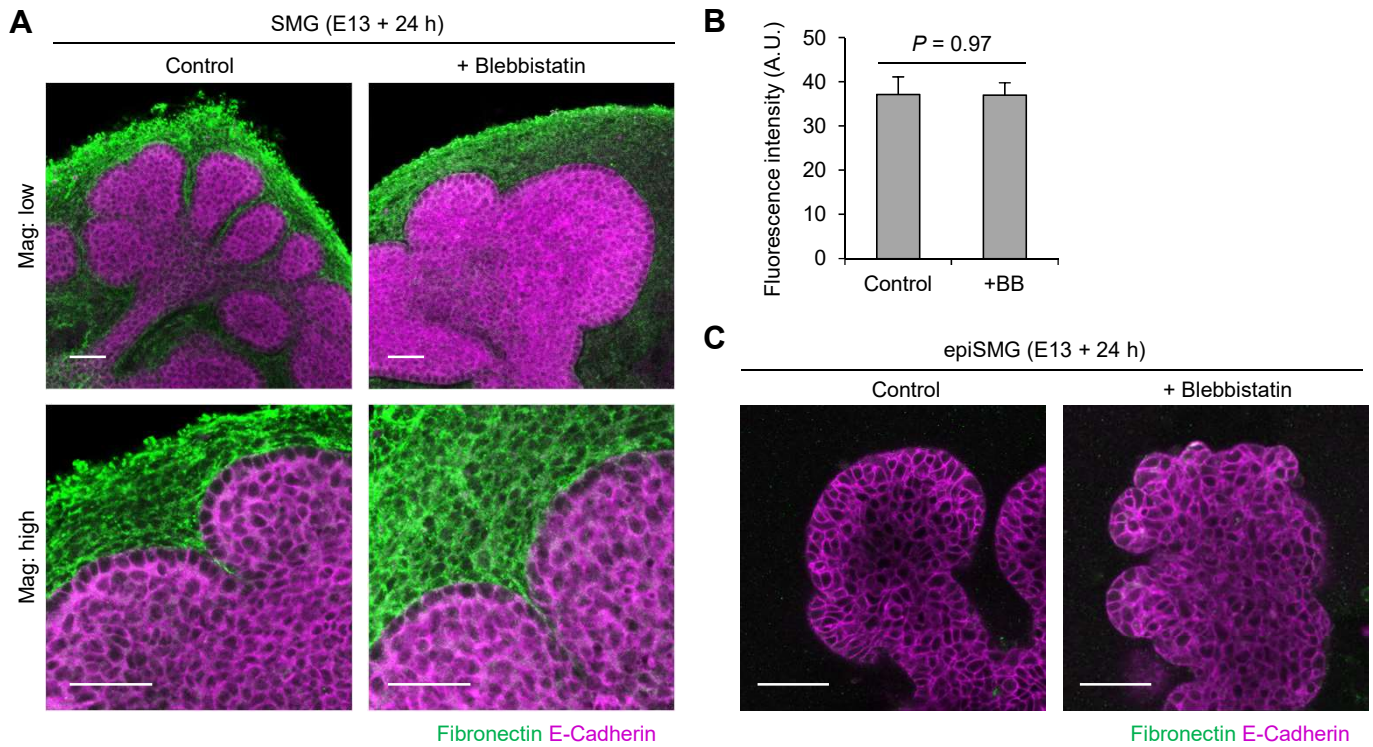 A
SMG (E13 + 24 h)
Control
+ Blebbistatin
Mag: low
Mag: high
Fibronectin E-Cadherin
B
Fluorescence intensity (A.U.)
50
40
30
20
10
0
P = 0.97
Control
+BB
C
epiSMG (E13 + 24 h)
Control
+ Blebbistatin
Fibronectin E-Cadherin